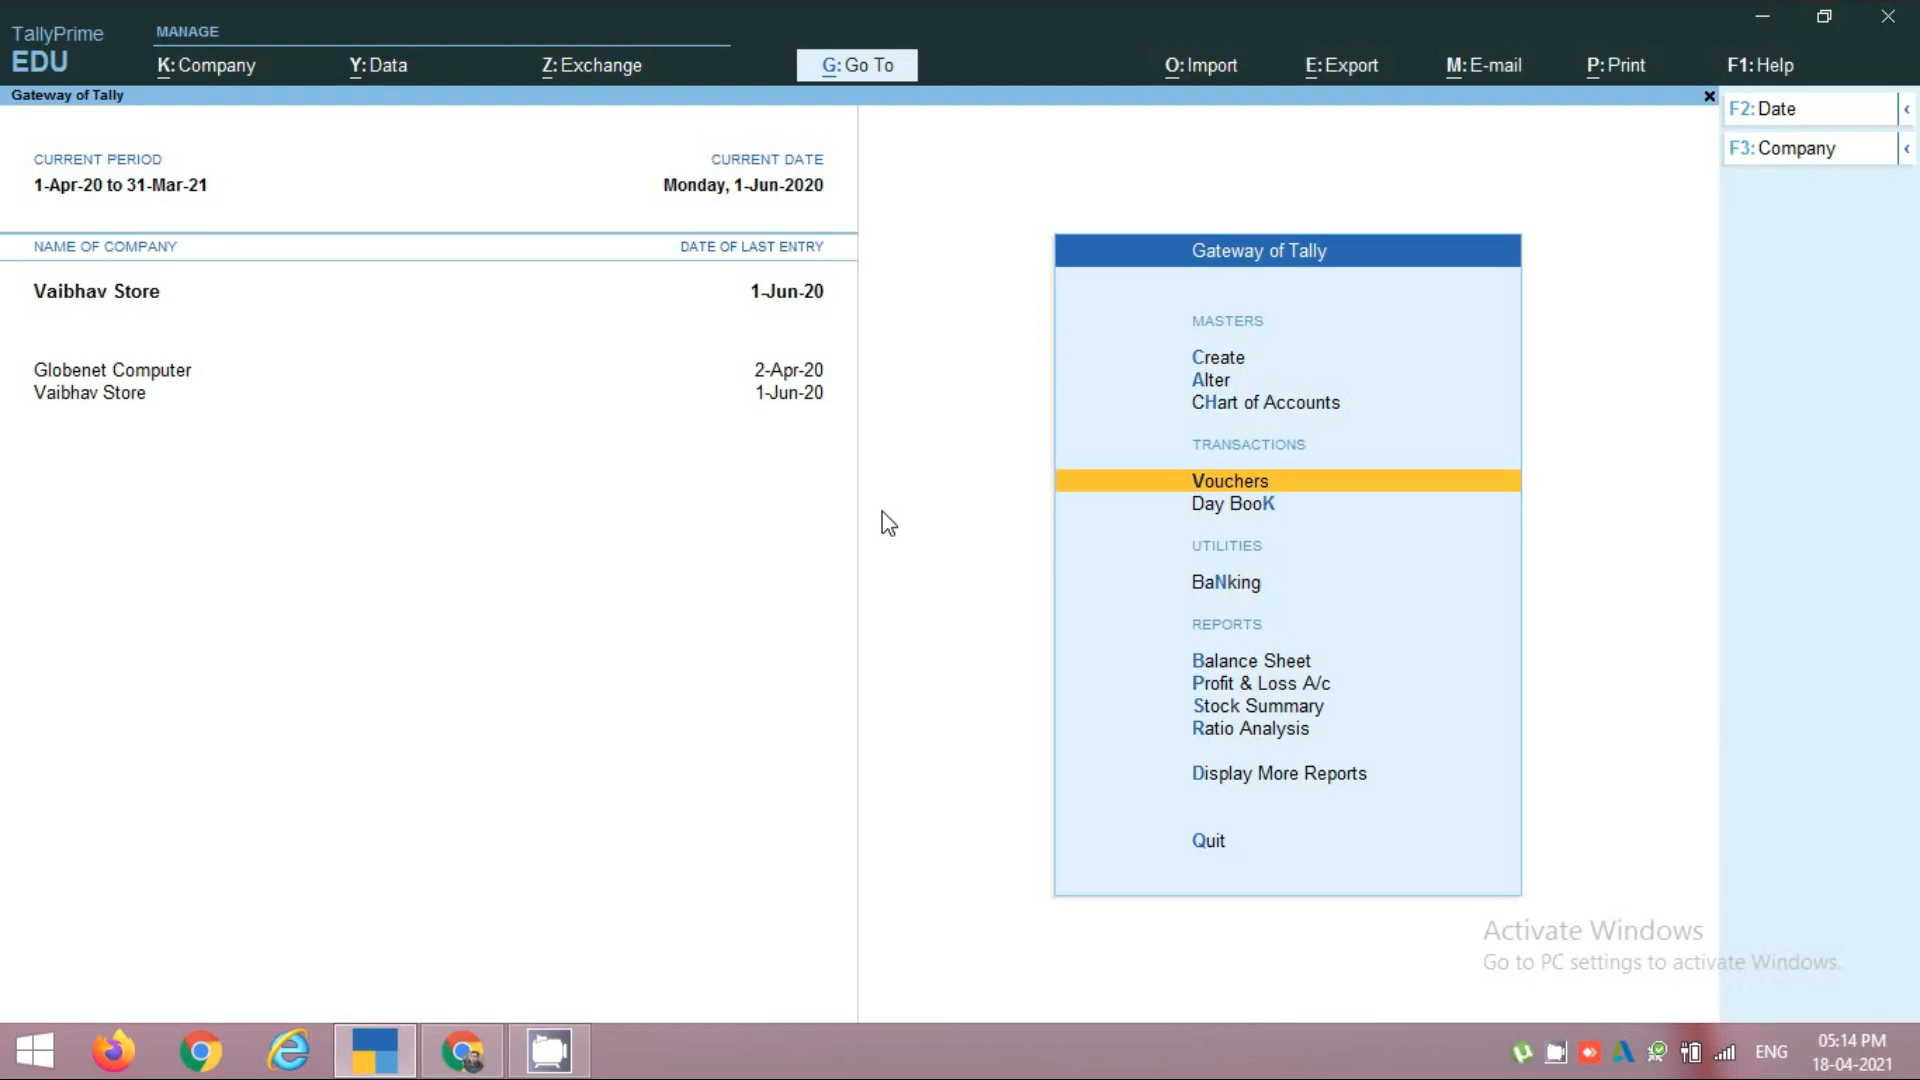 TallyPrime
EDU
MANAGE
K: Company
Y: Data
Z: Exchange
G: Go To
O: Import
E: Export
M: E-mail
P: Print
F1: Help
Gateway of Tally
F2: Date
F3: Company
CURRENT PERIOD
CURRENT DATE
1-Apr-20 to 31-Mar-21
Monday, 1-Jun-2020
NAME OF COMPANY
DATE OF LAST ENTRY
Vaibhav Store
1-Jun-20
Globenet Computer
2-Apr-20
Vaibhav Store
1-Jun-20
Gateway of Tally
MASTERS
Create
Alter
CHart of Accounts
TRANSACTIONS
Vouchers
Day BooK
UTILITIES
BaNking
REPORTS
Balance Sheet
Profit & Loss A/c
Stock Summary
Ratio Analysis
Display More Reports
Quit
Activate Windows
Go to PC settings to activate Windows.
ENG
05:14 PM
18-04-2021